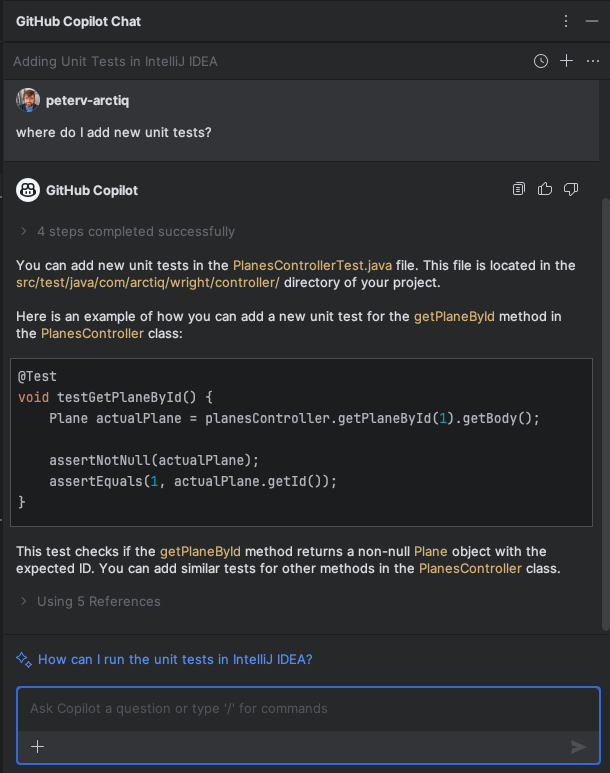 GitHub Copilot Chat
Adding Unit Tests in IntelliJ IDEA
peterv-arctiq
where do I add new unit tests?
GitHub Copilot
4 steps completed successfully
You can add new unit tests in the PlanesControllerTest.java file. This file is located in the
src/test/java/com/arctiq/wright/controller/ directory of your project.
Here is an example of how you can add a new unit test for the getPlaneById method in
the PlanesController class:
@Test
void testGetPlaneById() {
    Plane actualPlane = planesController.getPlaneById(1).getBody();
    assertNotNull(actualPlane);
    assertEquals(1, actualPlane.getId());
}
This test checks if the getPlaneById method returns a non-null Plane object with the
expected ID. You can add similar tests for other methods in the PlanesController class.
Using 5 References
How can I run the unit tests in IntelliJ IDEA?
Ask Copilot a question or type '/' for commands